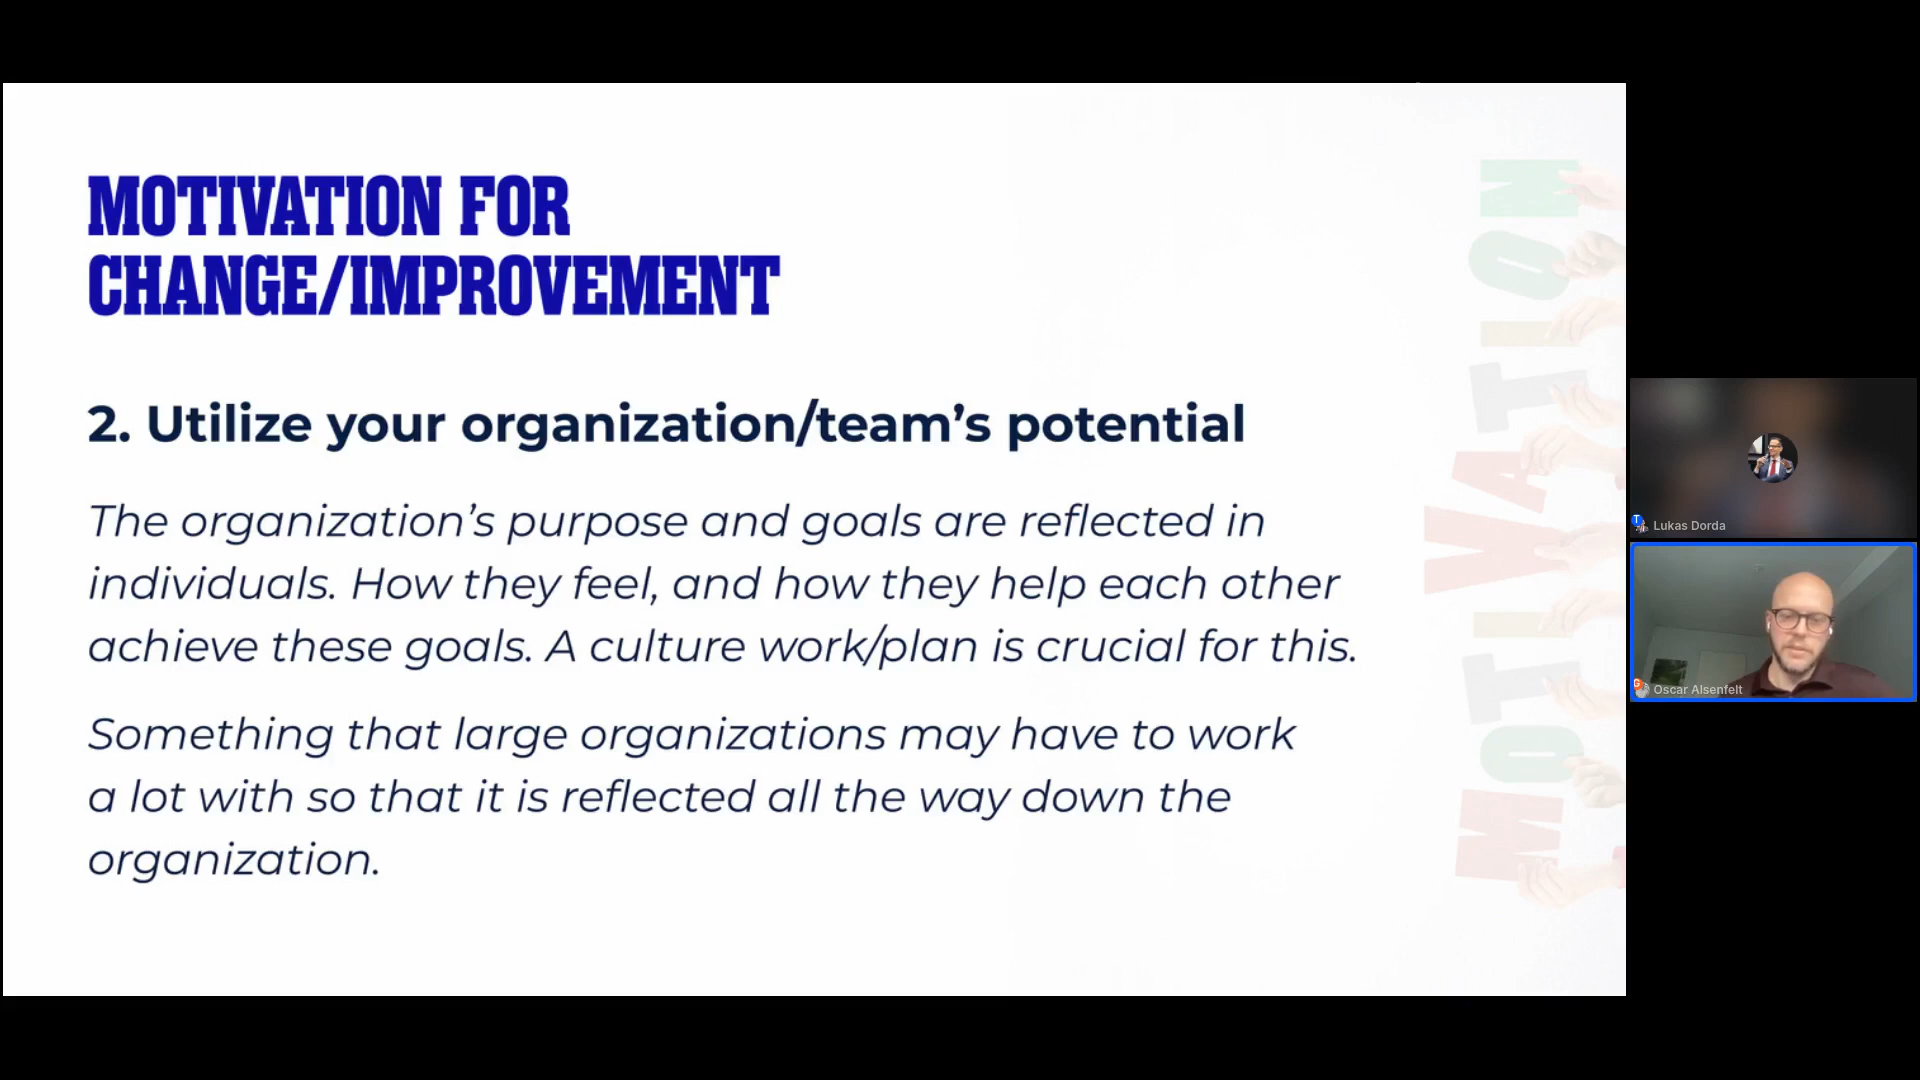 MOTIVATION FOR
CHANGE/IMPROVEMENT
2. Utilize your organization/team’s potential
The organization’s purpose and goals are reflected in
individuals. How they feel, and how they help each other
achieve these goals. A culture work/plan is crucial for this.
Something that large organizations may have to work
a lot with so that it is reflected all the way down the
organization.
MOTIVATION
T
Lukas Dorda
G
Oscar Alsenfelt